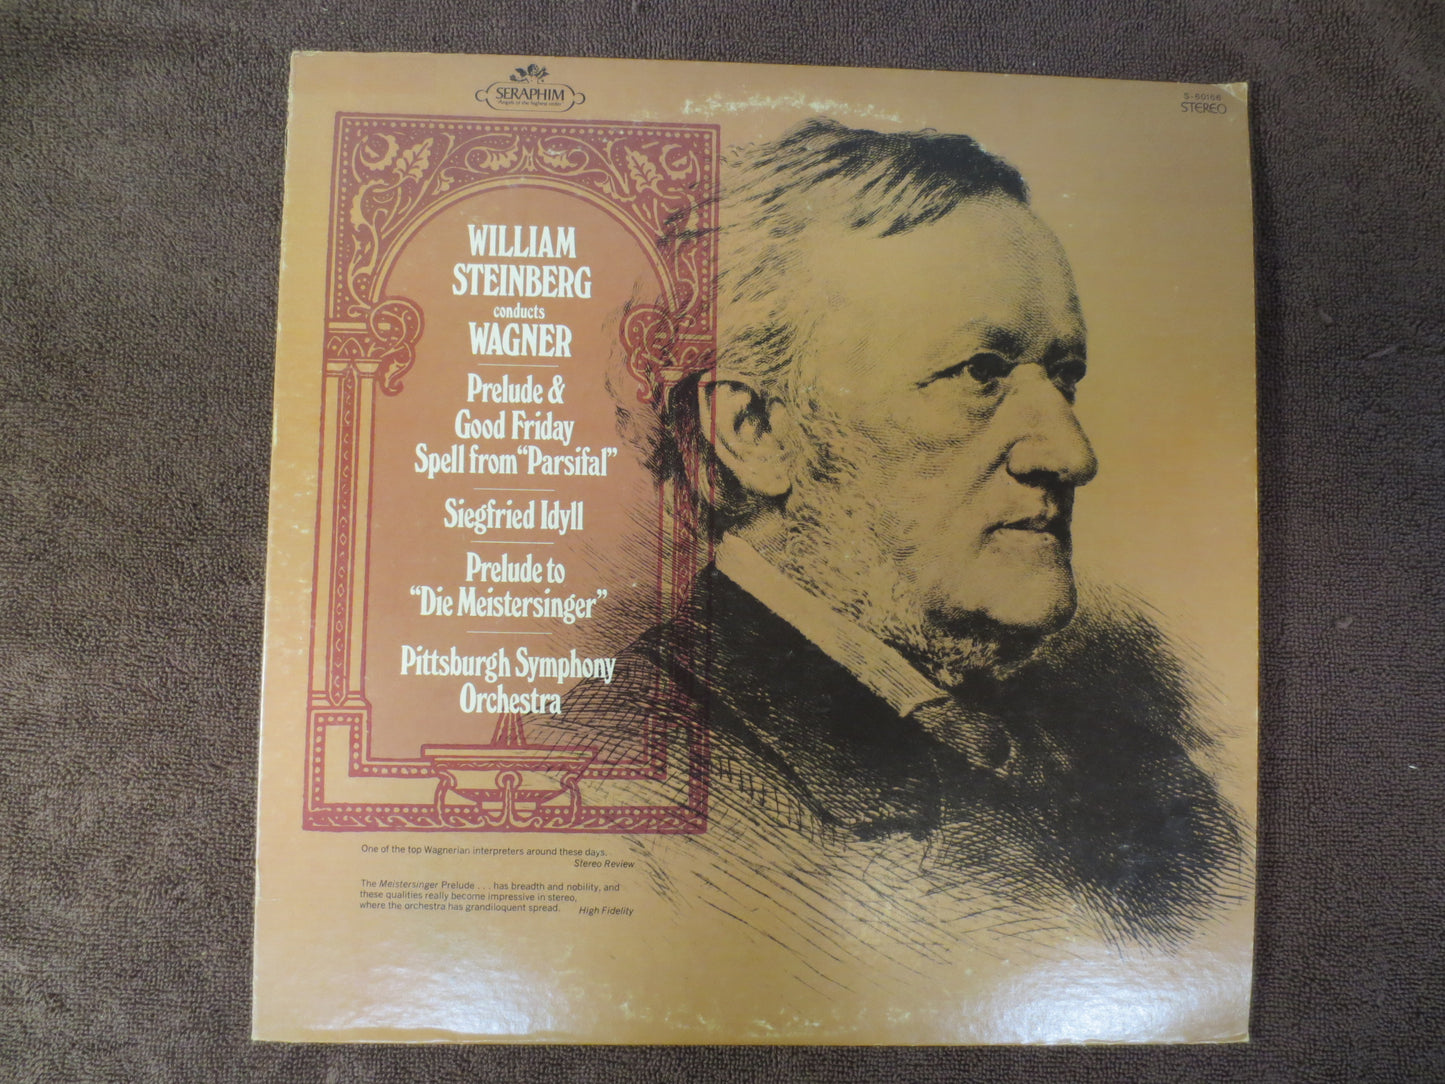 SERAPHIM
"Angels of the highest order"
S-60166
STEREO
WILLIAM
STEINBERG
conducts
WAGNER
Prelude &
Good Friday
Spell from "Parsifal"
Siegfried Idyll
Prelude to
"Die Meistersinger"
Pittsburgh Symphony
Orchestra
One of the top Wagnerian interpreters around these days.
Stereo Review
The Meistersinger Prelude . . . has breadth and nobility, and
these qualities really become impressive in stereo,
where the orchestra has grandiloquent spread. High Fidelity